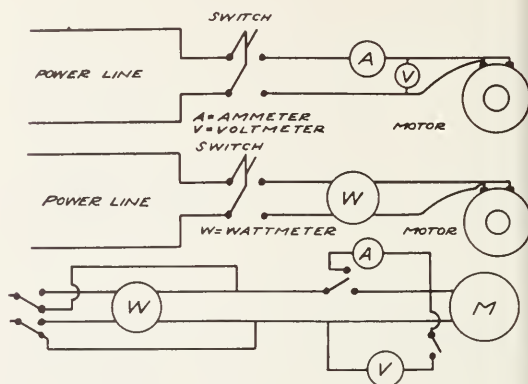 SWITCH
POWER LINE
A
V
A=AMMETER
V=VOLTMETER
MOTOR
SWITCH
POWER LINE
W
W=WATTMETER
MOTOR
A
W
M
V